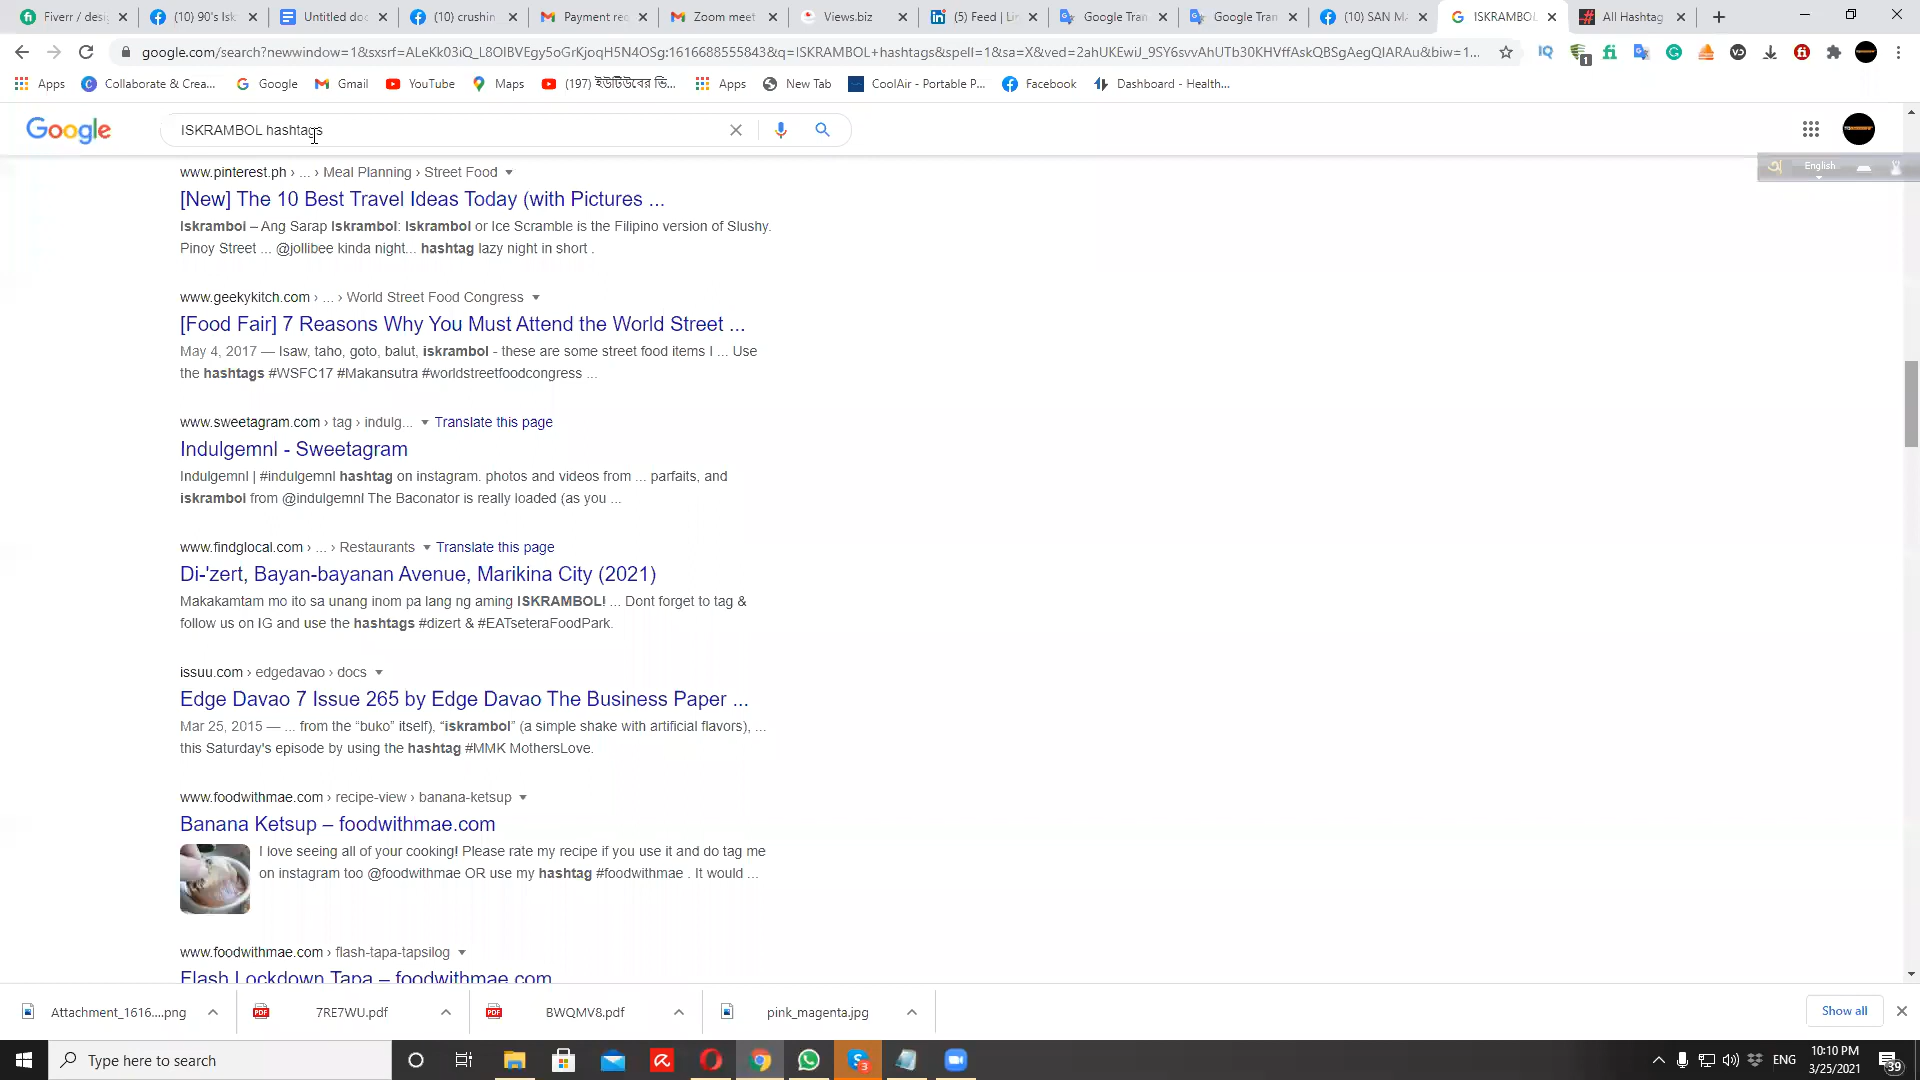 Fiverr / desi
(10) 90's Isk
Untitled doc
(10) crushin
Payment rec
Zoom meet
Views.biz
(5) Feed | Lin
Google Tran
Google Tran
(10) SAN MA
ISKRAMBOL
All Hashtag
google.com/search?newwindow=1&sxsrf=ALeKk03iQ_L8OIBVEgy5oGrKjoqH5N4OSg:1616688555843&q=ISKRAMBOL+hashtags&spell=1&sa=X&ved=2ahUKEwiJ_9SY6svvAhUTb30KHVffAskQBSgAegQIARAu&biw=1...
Apps
Collaborate & Crea...
Google
Gmail
YouTube
Maps
(197) ইউটিউবের ভি...
Apps
New Tab
CoolAir - Portable P...
Facebook
Dashboard - Health...
Google
ISKRAMBOL hashtags
English
www.pinterest.ph › ... › Meal Planning › Street Food
[New] The 10 Best Travel Ideas Today (with Pictures ...
Iskrambol – Ang Sarap Iskrambol: Iskrambol or Ice Scramble is the Filipino version of Slushy.
Pinoy Street ... @jollibee kinda night... hashtag lazy night in short .
www.geekykitch.com › ... › World Street Food Congress
[Food Fair] 7 Reasons Why You Must Attend the World Street ...
May 4, 2017 — Isaw, taho, goto, balut, iskrambol - these are some street food items I ... Use
the hashtags #WSFC17 #Makansutra #worldstreetfoodcongress ...
www.sweetagram.com › tag › indulg... Translate this page
Indulgemnl - Sweetagram
Indulgemnl | #indulgemnl hashtag on instagram. photos and videos from ... parfaits, and
iskrambol from @indulgemnl The Baconator is really loaded (as you ...
www.findglocal.com › ... › Restaurants Translate this page
Di-'zert, Bayan-bayanan Avenue, Marikina City (2021)
Makakamtam mo ito sa unang inom pa lang ng aming ISKRAMBOL! ... Dont forget to tag &
follow us on IG and use the hashtags #dizert & #EATseteraFoodPark.
issuu.com › edgedavao › docs
Edge Davao 7 Issue 265 by Edge Davao The Business Paper ...
Mar 25, 2015 — ... from the “buko” itself), “iskrambol” (a simple shake with artificial flavors), ...
this Saturday's episode by using the hashtag #MMK MothersLove.
www.foodwithmae.com › recipe-view › banana-ketsup
Banana Ketsup – foodwithmae.com
I love seeing all of your cooking! Please rate my recipe if you use it and do tag me
on instagram too @foodwithmae OR use my hashtag #foodwithmae . It would ...
www.foodwithmae.com › flash-tapa-tapsilog
Flash Lockdown Tapa – foodwithmae.com
Attachment_1616....png
7RE7WU.pdf
BWQMV8.pdf
pink_magenta.jpg
Show all
Type here to search
ENG
10:10 PM
3/25/2021
39